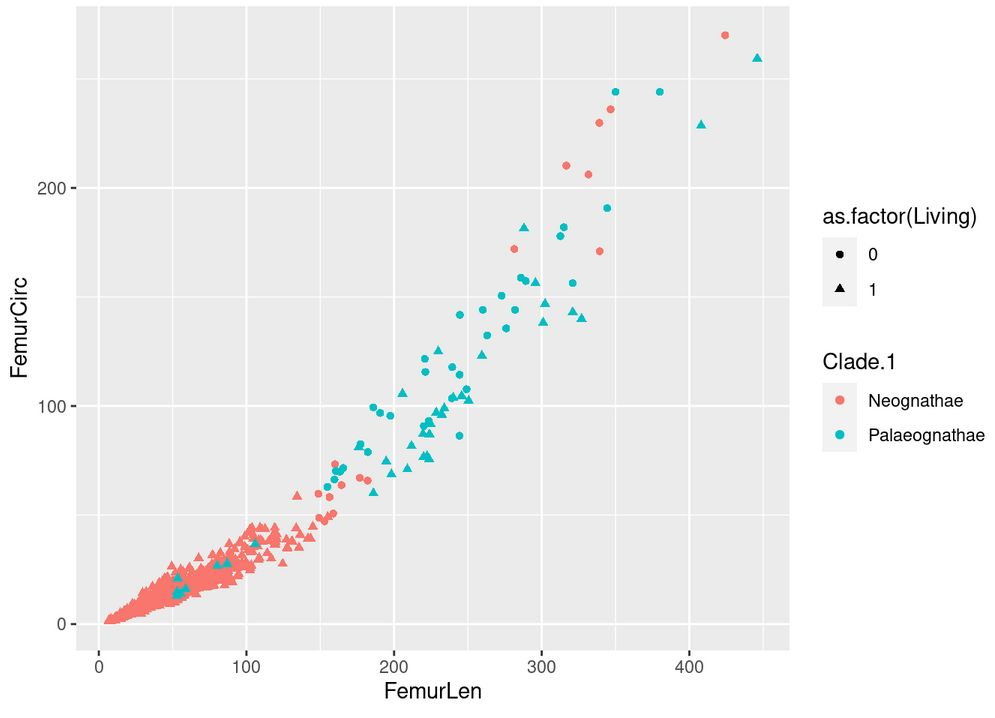 FemurCirc
200
100
0
0
100
200
300
400
FemurLen
as.factor(Living)
0
1
Clade.1
Neognathae
Palaeognathae